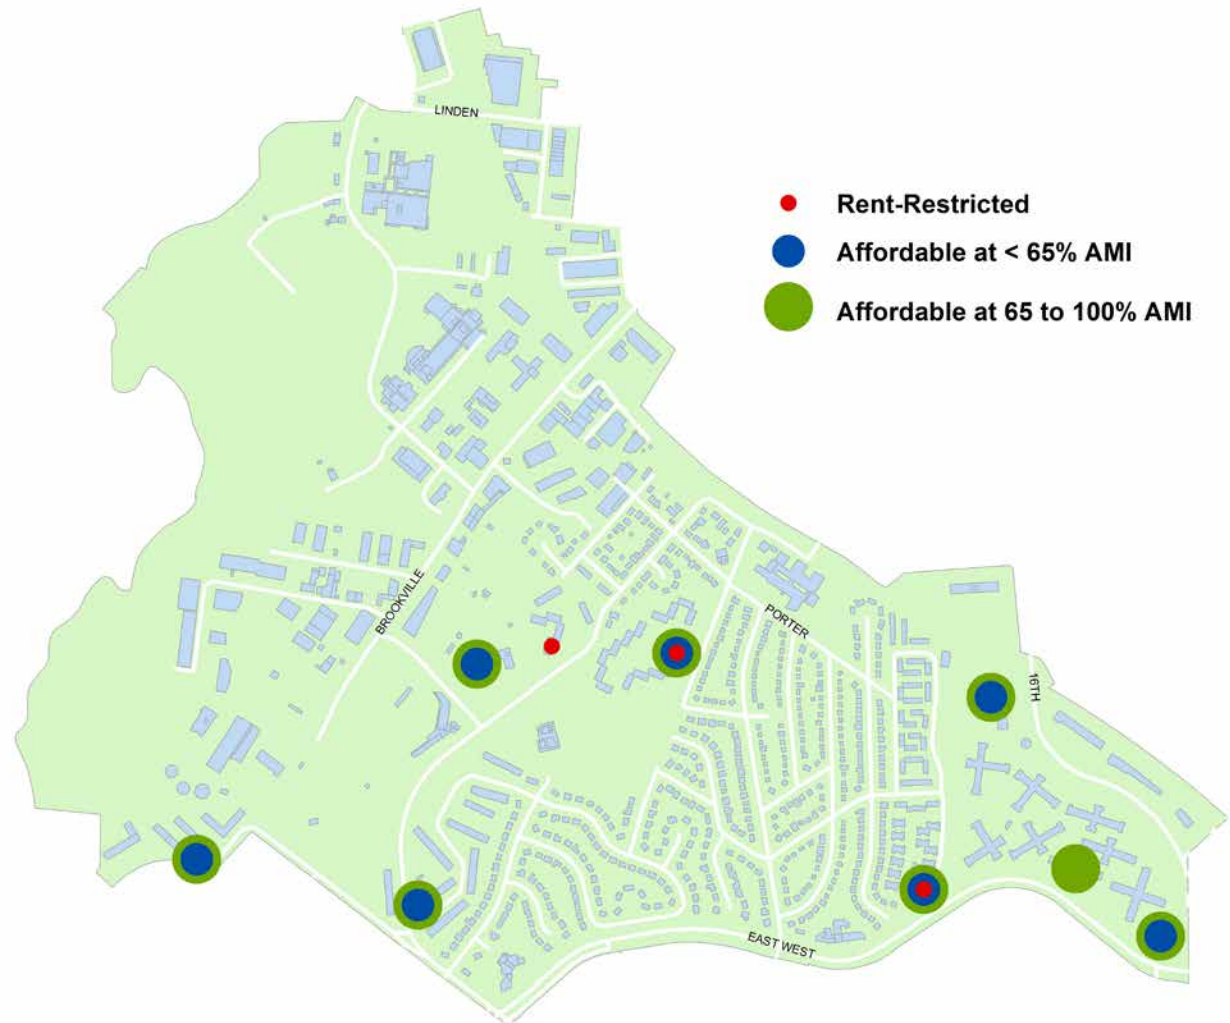 LINDEN
Rent-Restricted
Affordable at < 65% AMI
Affordable at 65 to 100% AMI
BROOKVILLE
PORTER
16TH
EAST WEST